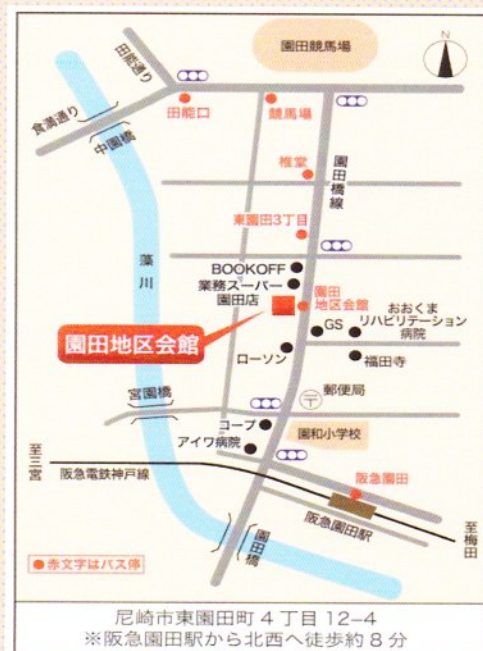 園田競馬場
N
田能通り
食満通り
中園橋
田能口
競馬場
椎堂
園田橋線
東園田3丁目
藻川
BOOKOFF
業務スーパー
園田店
園田
地区会館
おおくま
リハビリテーション
病院
GS
園田地区会館
ローソン
福田寺
宮園橋
〒
郵便局
コープ
園和小学校
アイワ病院
至三宮
阪急電鉄神戸線
阪急園田
阪急園田駅
至梅田
園田橋
●赤文字はバス停
尼崎市東園田町4丁目12-4
※阪急園田駅から北西へ徒歩約8分